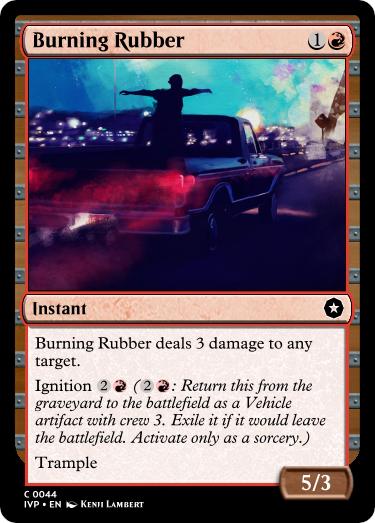 Burning Rubber 1
Instant
Burning Rubber deals 3 damage to any
target.
Ignition 2 ( 2 : Return this from the
graveyard to the battlefield as a Vehicle
artifact with crew 3. Exile it if it would leave
the battlefield. Activate only as a sorcery.)
Trample
5/3
C 0044
IVP • EN Kenji Lambert